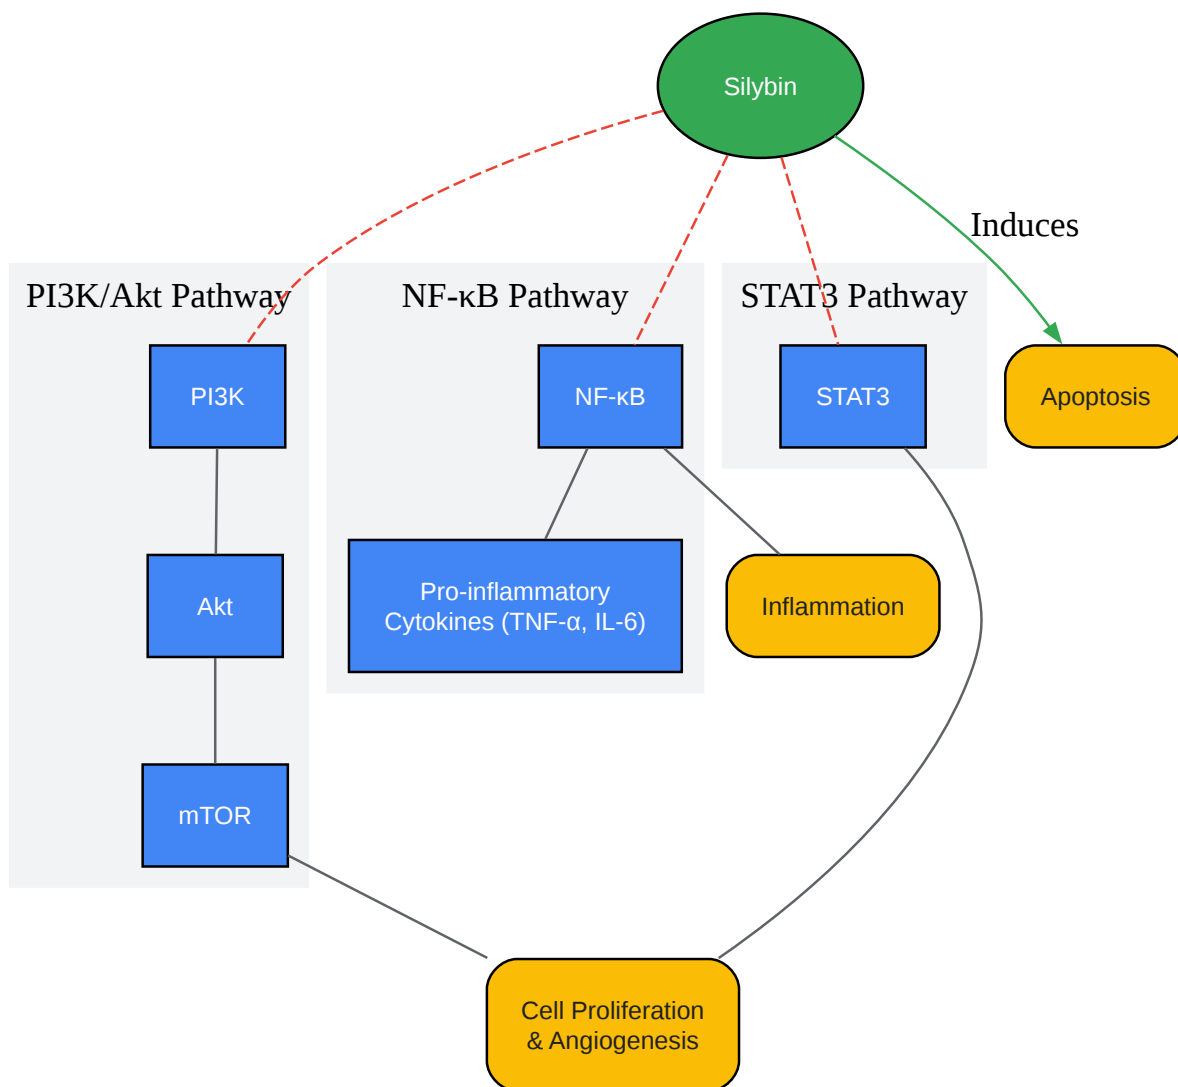 Silybin
Induces
PI3K/Akt Pathway
NF-κB Pathway
STAT3 Pathway
PI3K
NF-κB
STAT3
Apoptosis
Akt
Pro-inflammatory
Cytokines (TNF-α, IL-6)
Inflammation
mTOR
Cell Proliferation
& Angiogenesis